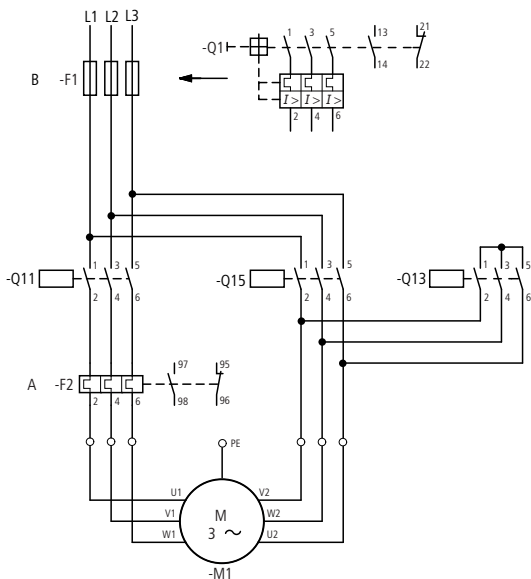 L1 L2 L3
-Q1 1 3 5 13 21
14 22
I> I> I>
2 4 6
B -F1
-Q11 1 3 5
2 4 6
-Q15 1 3 5
2 4 6
-Q13 1 3 5
2 4 6
A -F2 97 95
2 4 6 98 96
PE
U1 V2
V1 M W2
3 ~
W1 U2
-M1